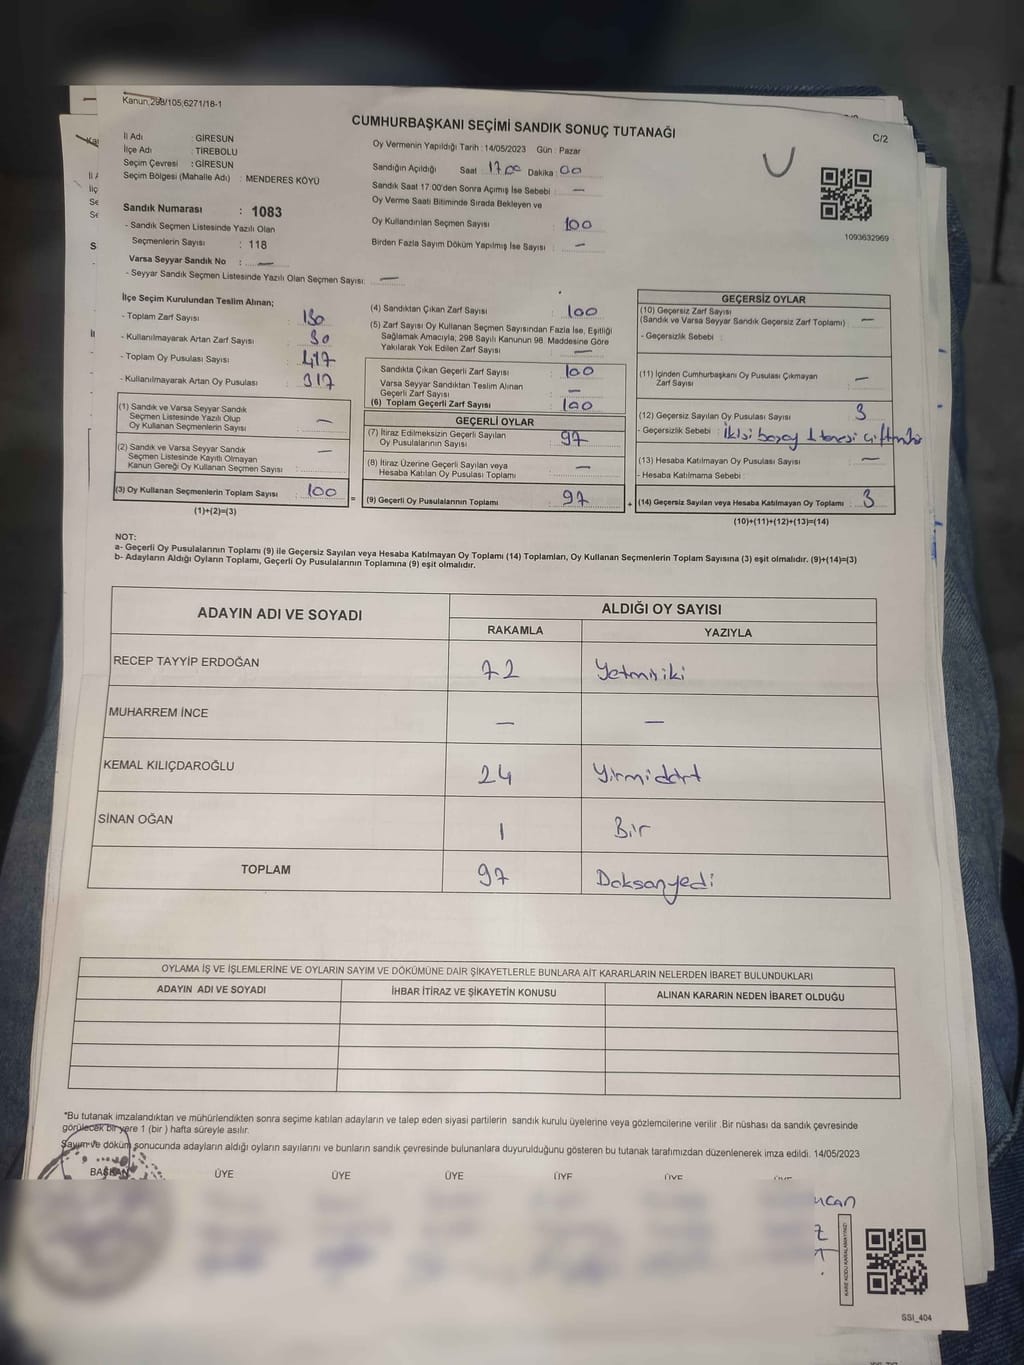 Kanun,298/105;6271/18-1
CUMHURBAŞKANI SEÇİMİ SANDIK SONUÇ TUTANAĞI
C/2
İl Adı : GİRESUN
İlçe Adı : TİREBOLU
Seçim Çevresi : GİRESUN
Seçim Bölgesi (Mahalle Adı) : MENDERES KÖYÜ
Sandık Numarası : 1083
- Sandık Seçmen Listesinde Yazılı Olan
Seçmenlerin Sayısı : 118
Varsa Seyyar Sandık No : —
- Seyyar Sandık Seçmen Listesinde Yazılı Olan Seçmen Sayısı: —
Oy Vermenin Yapıldığı Tarih : 14/05/2023 Gün : Pazar
Sandığın Açıldığı Saat 17.00 Dakika : 00
Sandık Saat 17:00'den Sonra Açılmış İse Sebebi : —
Oy Verme Saati Bitiminde Sırada Bekleyen ve
Oy Kullandırılan Seçmen Sayısı : 100
Birden Fazla Sayım Döküm Yapılmış İse Sayısı : —
1093632969
İlçe Seçim Kurulundan Teslim Alınan;
- Toplam Zarf Sayısı : 130
- Kullanılmayarak Artan Zarf Sayısı : 30
- Toplam Oy Pusulası Sayısı : 417
- Kullanılmayarak Artan Oy Pusulası : 317
(1) Sandık ve Varsa Seyyar Sandık
Seçmen Listesinde Yazılı Olup
Oy Kullanan Seçmenlerin Sayısı : —
(2) Sandık ve Varsa Seyyar Sandık
Seçmen Listesinde Kayıtlı Olmayan
Kanun Gereği Oy Kullanan Seçmen Sayısı : —
(3) Oy Kullanan Seçmenlerin Toplam Sayısı : 100
(1)+(2)=(3)
(4) Sandıktan Çıkan Zarf Sayısı : 100
(5) Zarf Sayısı Oy Kullanan Seçmen Sayısından Fazla İse, Eşitliği
Sağlamak Amacıyla; 298 Sayılı Kanunun 98. Maddesine Göre
Yakılarak Yok Edilen Zarf Sayısı : —
Sandıkta Çıkan Geçerli Zarf Sayısı : 100
Varsa Seyyar Sandıktan Teslim Alınan
Geçerli Zarf Sayısı : —
(6) Toplam Geçerli Zarf Sayısı : 100
GEÇERLİ OYLAR
(7) İtiraz Edilmeksizin Geçerli Sayılan
Oy Pusulalarının Sayısı : 97
(8) İtiraz Üzerine Geçerli Sayılan veya
Hesaba Katılan Oy Pusulası Toplamı : —
(9) Geçerli Oy Pusulalarının Toplamı : 97
GEÇERSİZ OYLAR
(10) Geçersiz Zarf Sayısı
(Sandık ve Varsa Seyyar Sandık Geçersiz Zarf Toplamı) : —
- Geçersizlik Sebebi :
(11) İçinden Cumhurbaşkanı Oy Pusulası Çıkmayan
Zarf Sayısı : —
(12) Geçersiz Sayılan Oy Pusulası Sayısı : 3
- Geçersizlik Sebebi : İkisi 1 tanesi
(13) Hesaba Katılmayan Oy Pusulası Sayısı : —
- Hesaba Katılmama Sebebi :
(14) Geçersiz Sayılan veya Hesaba Katılmayan Oy Toplamı : 3
(10)+(11)+(12)+(13)=(14)
NOT:
a- Geçerli Oy Pusulalarının Toplamı (9) ile Geçersiz Sayılan veya Hesaba Katılmayan Oy Toplamı (14) Toplamları, Oy Kullanan Seçmenlerin Toplam Sayısına (3) eşit olmalıdır. (9)+(14)=(3)
b- Adayların Aldığı Oyların Toplamı, Geçerli Oy Pusulalarının Toplamına (9) eşit olmalıdır.
ADAYIN ADI VE SOYADI
ALDIĞI OY SAYISI
RAKAMLA YAZIYLA
RECEP TAYYİP ERDOĞAN 72 Yetmişiki
MUHARREM İNCE — —
KEMAL KILIÇDAROĞLU 24 Yirmidört
SİNAN OĞAN 1 Bir
TOPLAM 97 Doksanyedi
OYLAMA İŞ VE İŞLEMLERİNE VE OYLARIN SAYIM VE DÖKÜMÜNE DAİR ŞİKAYETLERLE BUNLARA AİT KARARLARIN NELERDEN İBARET BULUNDUKLARI
ADAYIN ADI VE SOYADI İHBAR İTİRAZ VE ŞİKAYETİN KONUSU ALINAN KARARIN NEDEN İBARET OLDUĞU
*Bu tutanak imzalandıktan ve mühürlendikten sonra seçime katılan adayların ve talep eden siyasi partilerin sandık kurulu üyelerine veya gözlemcilerine verilir .Bir nüshası da sandık çevresinde
görülecek bir yere 1 (bir ) hafta süreyle asılır.
Sayım ve döküm sonucunda adayların aldığı oyların sayılarını ve bunların sandık çevresinde bulunanlara duyurulduğunu gösteren bu tutanak tarafımızdan düzenlenerek imza edildi. 14/05/2023
BAŞKAN ÜYE ÜYE ÜYE ÜYE ÜYE ÜYE
KARE KODU KARALAMAYINIZ!
SSİ_404